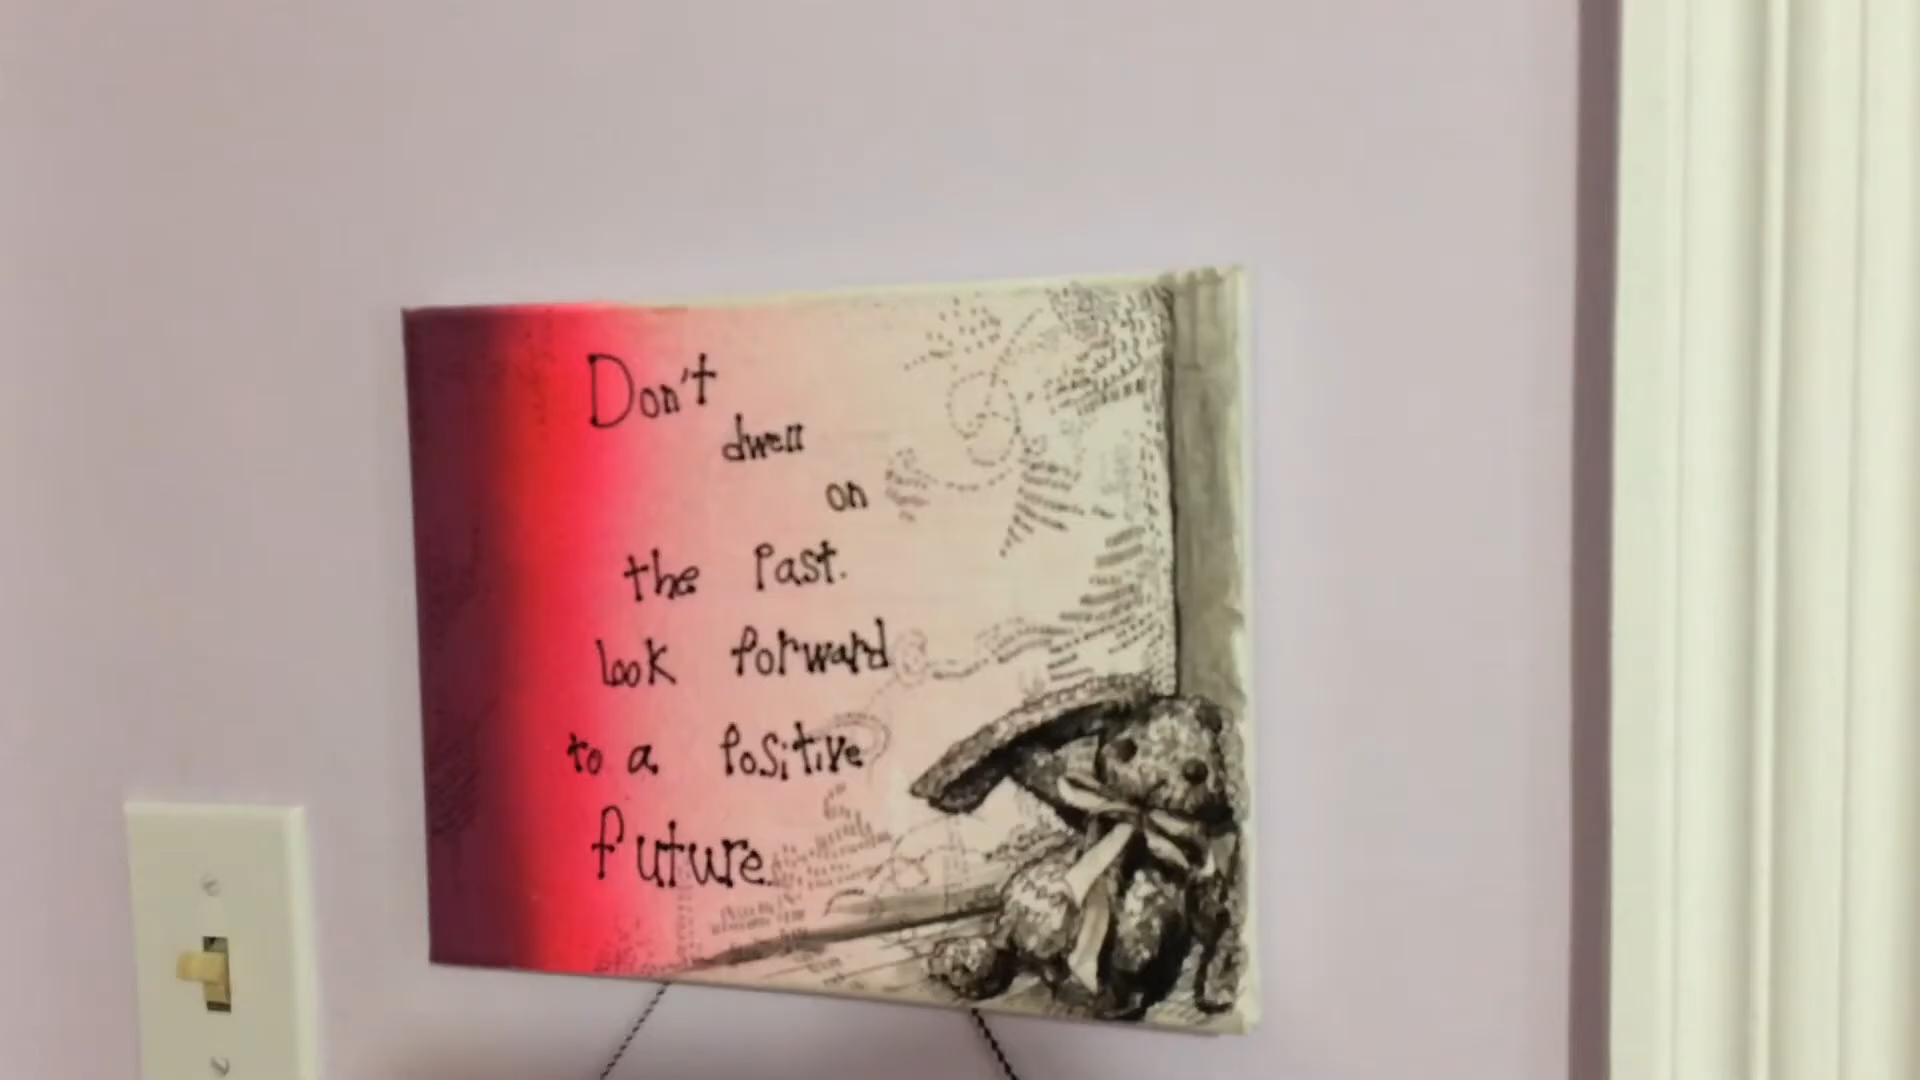 Don't
dwell
on
the Past.
look forward
to a Positive
future.